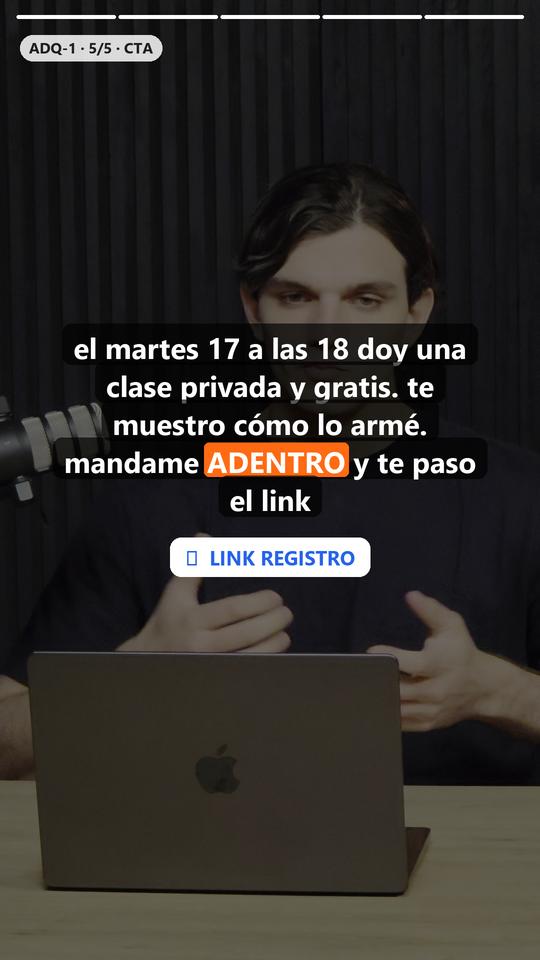 ADQ-1 · 5/5 · CTA
el martes 17 a las 18 doy una
clase privada y gratis. te
muestro cómo lo armé.
mandame ADENTRO y te paso
el link
LINK REGISTRO